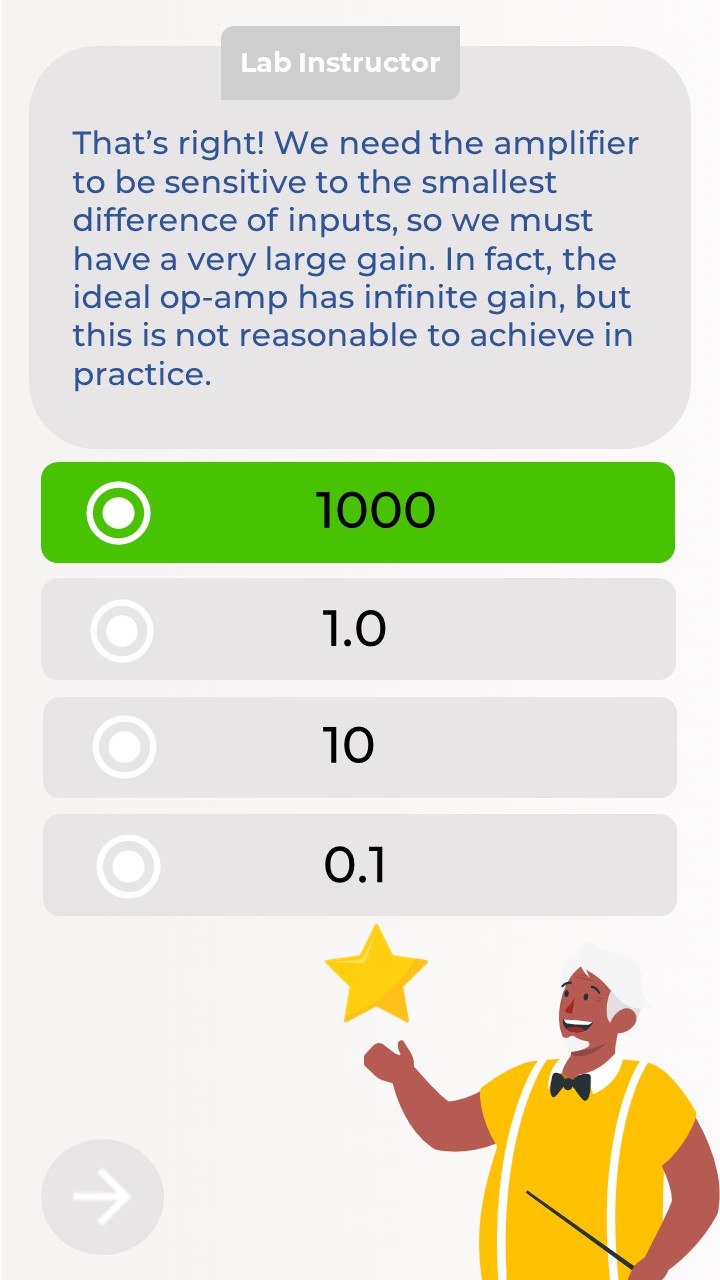 Lab Instructor
That’s right! We need the amplifier
to be sensitive to the smallest
difference of inputs, so we must
have a very large gain. In fact, the
ideal op-amp has infinite gain, but
this is not reasonable to achieve in
practice.
1000
1.0
10
0.1